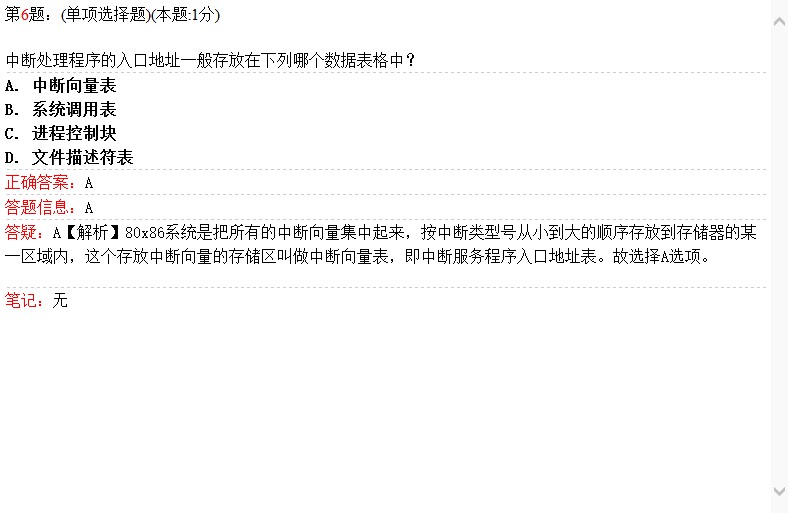 第6题: (单项选择题)(本题:1分)
中断处理程序的入口地址一般存放在下列哪个数据表格中?
A. 中断向量表
B. 系统调用表
C. 进程控制块
D. 文件描述符表
正确答案: A
答题信息: A
答疑: A【解析】80x86系统是把所有的中断向量集中起来，按中断类型号从小到大的顺序存放到存储器的某
一区域内，这个存放中断向量的存储区叫做中断向量表，即中断服务程序入口地址表。故选择A选项。
笔记: 无